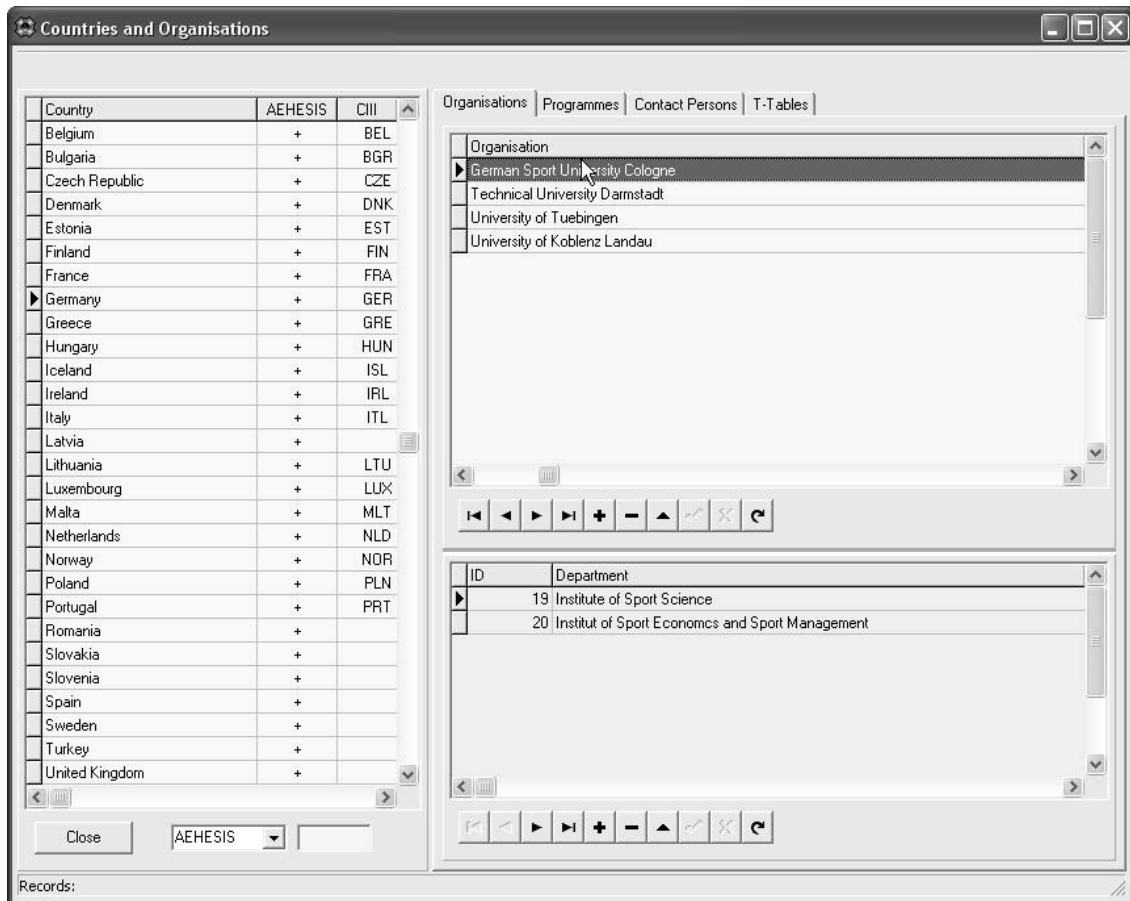 Countries and Organisations
Country AEHESIS CIII
Belgium + BEL
Bulgaria + BGR
Czech Republic + CZE
Denmark + DNK
Estonia + EST
Finland + FIN
France + FRA
Germany + GER
Greece + GRE
Hungary + HUN
Iceland + ISL
Ireland + IRL
Italy + ITL
Latvia +
Lithuania + LTU
Luxembourg + LUX
Malta + MLT
Netherlands + NLD
Norway + NOR
Poland + PLN
Portugal + PRT
Romania +
Slovakia +
Slovenia +
Spain +
Sweden +
Turkey +
United Kingdom +
Close AEHESIS
Organisations Programmes Contact Persons T-Tables
Organisation
German Sport University Cologne
Technical University Darmstadt
University of Tuebingen
University of Koblenz Landau
ID Department
19 Institute of Sport Science
20 Institut of Sport Economcs and Sport Management
Records: